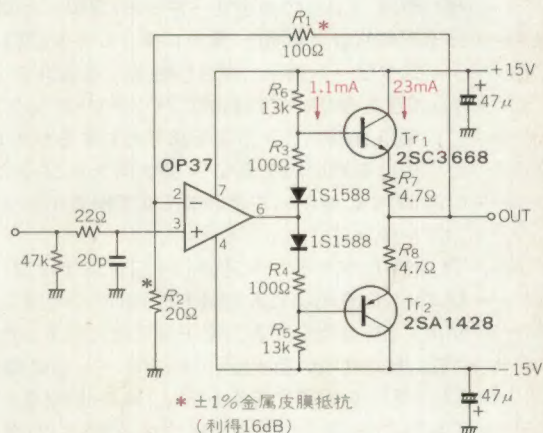 R1 *
100Ω
+15V
R6
13k
1.1mA
23mA
47μ
+
Tr1
2SC3668
R3
100Ω
OP37
R7
4.7Ω
1S1588
2
7
−
6
OUT
22Ω
3
+
4
1S1588
R8
4.7Ω
47k
20p
*
R2
20Ω
R4
100Ω
Tr2
2SA1428
R5
13k
−15V
47μ
+
* ±1%金属皮膜抵抗
(利得16dB)